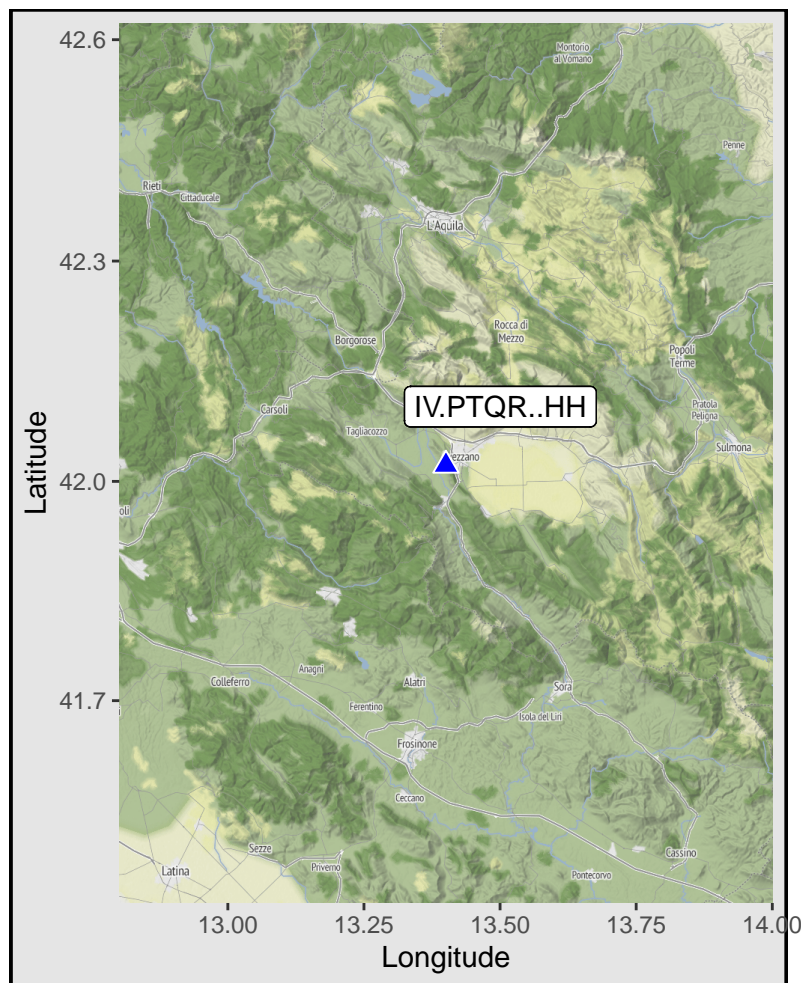 42.6
Montorio
al Vomano
Penne
Rieti
Cittaducale
L'Aquila
42.3
Rocca di
Mezzo
Borgorose
Popoli
Terme
Carsoli
IV.PTQR..HH
Pratola
Peligna
Tagliacozzo
Sulmona
ezzano
42.0
oli
Latitude
Anagni
Colleferro
Alatri
Sora
41.7
Ferentino
Isola del Liri
Frosinone
Ceccano
Sezze
Cassino
Priverno
Latina
Pontecorvo
13.00
13.25
13.50
13.75
14.00
Longitude